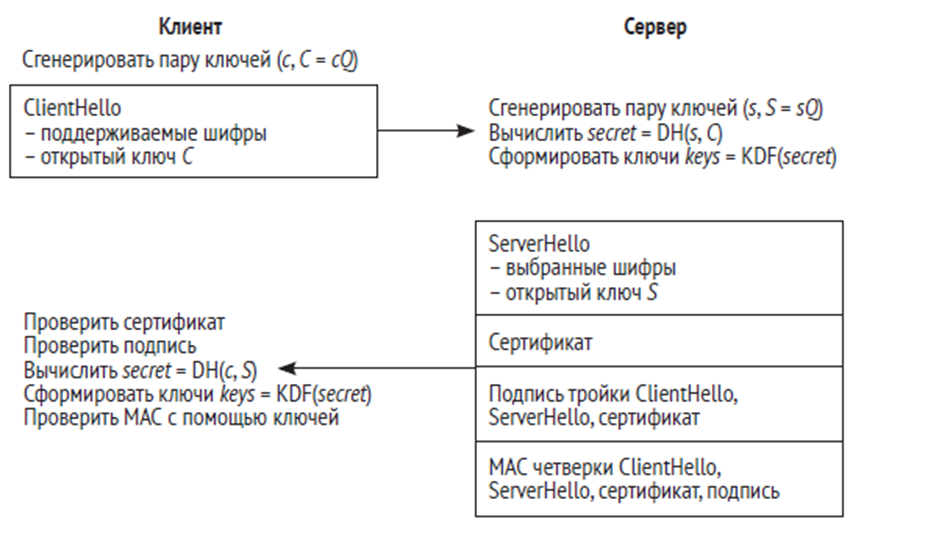 Клиент
Сервер
Сгенерировать пару ключей (c, C = cQ)
ClientHello
– поддерживаемые шифры
– открытый ключ C
Сгенерировать пару ключей (s, S = sQ)
Вычислить secret = DH(s, C)
Сформировать ключи keys = KDF(secret)
ServerHello
– выбранные шифры
– открытый ключ S
Сертификат
Подпись тройки ClientHello,
ServerHello, сертификат
MAC четверки ClientHello,
ServerHello, сертификат, подпись
Проверить сертификат
Проверить подпись
Вычислить secret = DH(c, S)
Сформировать ключи keys = KDF(secret)
Проверить MAC с помощью ключей